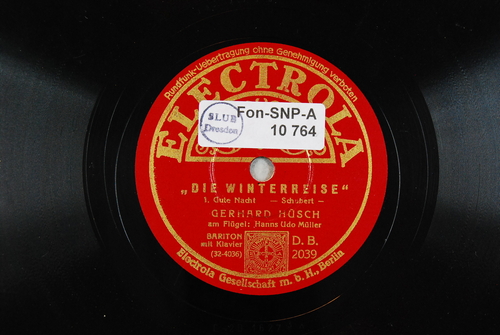 Rundfunk-Uebertragung ohne Genehmigung verboten
ELECTROLA
SLUB
Dresden
Fon-SNP-A
10 764
„DIE WINTERREISE"
1. Gute Nacht — Schubert —
GERHARD HÜSCH
am Flügel: Hanns Udo Müller
BARITON
mit Klavier
(32-4036)
D. B.
2039
Electrola Gesellschaft m. b. H., Berlin